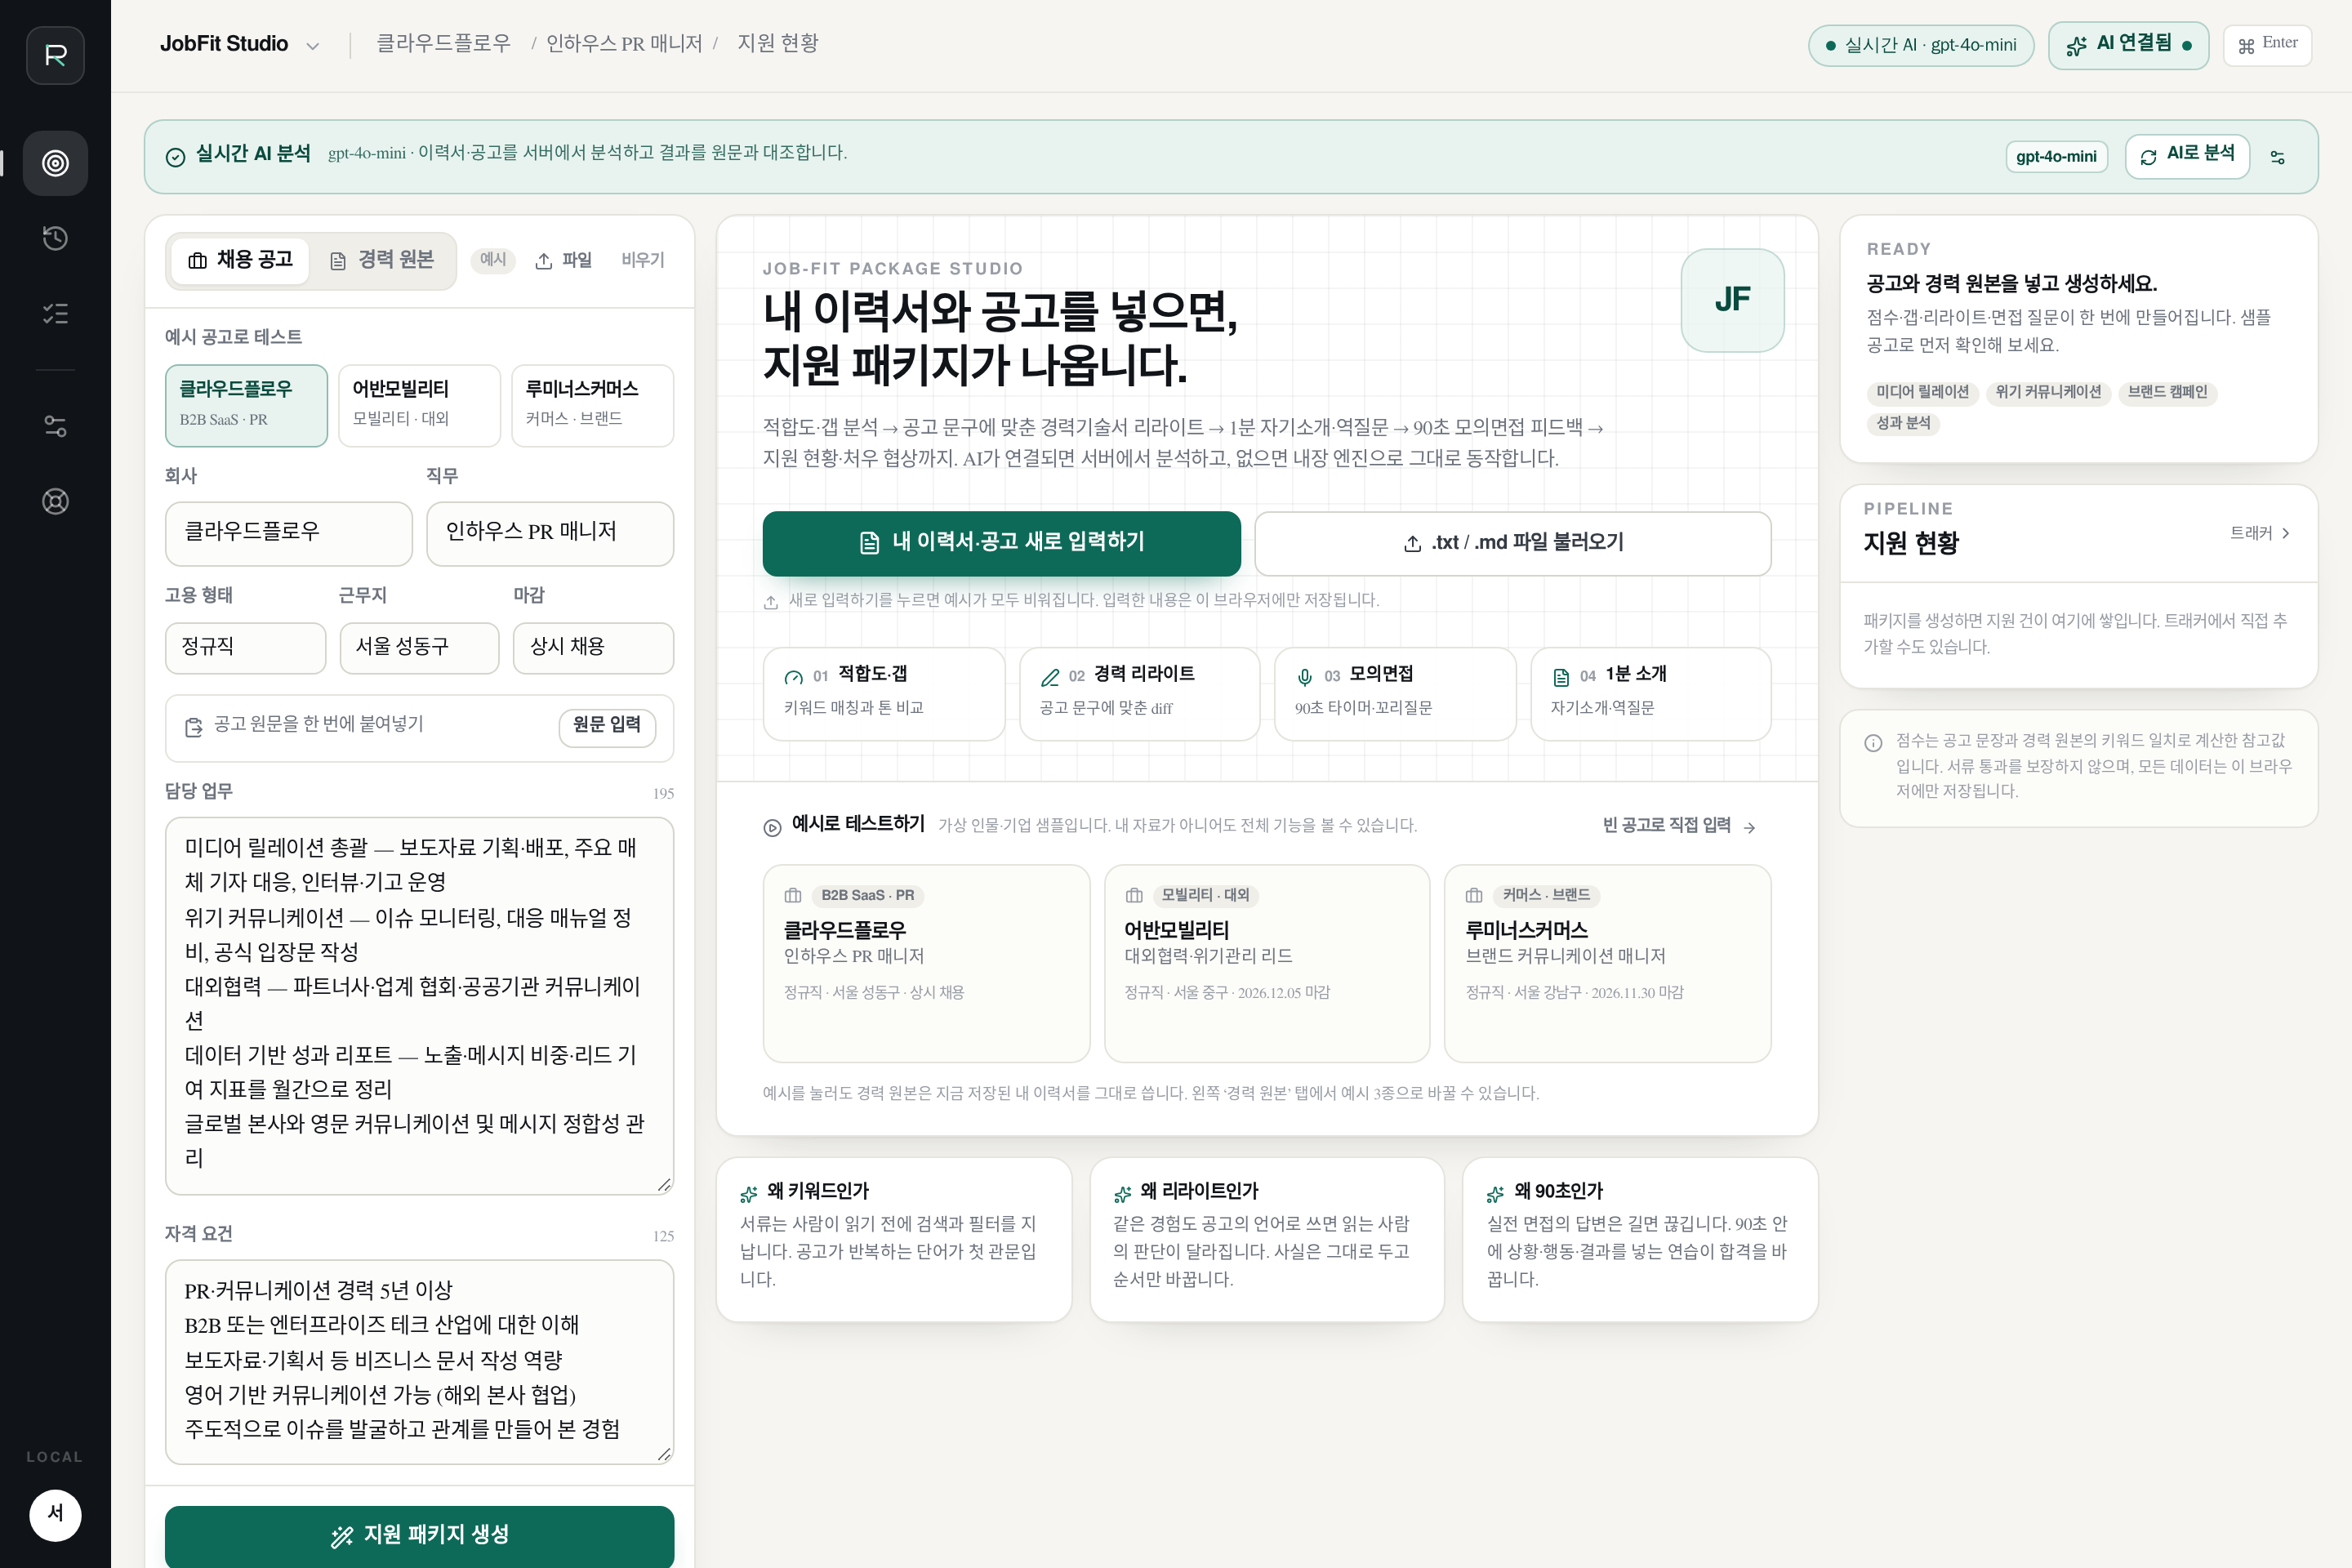 JobFit Studio
클라우드플로우 / 인하우스 PR 매니저 / 지원 현황
실시간 AI · gpt-4o-mini
AI 연결됨
⌘ Enter
실시간 AI 분석 gpt-4o-mini · 이력서·공고를 서버에서 분석하고 결과를 원문과 대조합니다.
gpt-4o-mini
AI로 분석
채용 공고
경력 원본
예시
파일
비우기
예시 공고로 테스트
클라우드플로우
B2B SaaS · PR
어반모빌리티
모빌리티 · 대외
루미너스커머스
커머스 · 브랜드
회사
직무
클라우드플로우
인하우스 PR 매니저
고용 형태
근무지
마감
정규직
서울 성동구
상시 채용
공고 원문을 한 번에 붙여넣기
원문 입력
담당 업무
195
미디어 릴레이션 총괄 — 보도자료 기획·배포, 주요 매
체 기자 대응, 인터뷰·기고 운영
위기 커뮤니케이션 — 이슈 모니터링, 대응 매뉴얼 정
비, 공식 입장문 작성
대외협력 — 파트너사·업계 협회·공공기관 커뮤니케이
션
데이터 기반 성과 리포트 — 노출·메시지 비중·리드 기
여 지표를 월간으로 정리
글로벌 본사와 영문 커뮤니케이션 및 메시지 정합성 관
리
자격 요건
125
PR·커뮤니케이션 경력 5년 이상
B2B 또는 엔터프라이즈 테크 산업에 대한 이해
보도자료·기획서 등 비즈니스 문서 작성 역량
영어 기반 커뮤니케이션 가능 (해외 본사 협업)
주도적으로 이슈를 발굴하고 관계를 만들어 본 경험
지원 패키지 생성
JOB-FIT PACKAGE STUDIO
내 이력서와 공고를 넣으면,
지원 패키지가 나옵니다.
JF
적합도·갭 분석 → 공고 문구에 맞춘 경력기술서 리라이트 → 1분 자기소개·역질문 → 90초 모의면접 피드백 →
지원 현황·처우 협상까지. AI가 연결되면 서버에서 분석하고, 없으면 내장 엔진으로 그대로 동작합니다.
내 이력서·공고 새로 입력하기
.txt / .md 파일 불러오기
새로 입력하기를 누르면 예시가 모두 비워집니다. 입력한 내용은 이 브라우저에만 저장됩니다.
01 적합도·갭
키워드 매칭과 톤 비교
02 경력 리라이트
공고 문구에 맞춘 diff
03 모의면접
90초 타이머·꼬리질문
04 1분 소개
자기소개·역질문
예시로 테스트하기 가상 인물·기업 샘플입니다. 내 자료가 아니어도 전체 기능을 볼 수 있습니다.
빈 공고로 직접 입력 →
B2B SaaS · PR
클라우드플로우
인하우스 PR 매니저
정규직 · 서울 성동구 · 상시 채용
모빌리티 · 대외
어반모빌리티
대외협력·위기관리 리드
정규직 · 서울 중구 · 2026.12.05 마감
커머스 · 브랜드
루미너스커머스
브랜드 커뮤니케이션 매니저
정규직 · 서울 강남구 · 2026.11.30 마감
예시를 눌러도 경력 원본은 지금 저장된 내 이력서를 그대로 씁니다. 왼쪽 '경력 원본' 탭에서 예시 3종으로 바꿀 수 있습니다.
왜 키워드인가
서류는 사람이 읽기 전에 검색과 필터를 지
납니다. 공고가 반복하는 단어가 첫 관문입
니다.
왜 리라이트인가
같은 경험도 공고의 언어로 쓰면 읽는 사람
의 판단이 달라집니다. 사실은 그대로 두고
순서만 바꿉니다.
왜 90초인가
실전 면접의 답변은 길면 끊깁니다. 90초 안
에 상황·행동·결과를 넣는 연습이 합격을 바
꿉니다.
READY
공고와 경력 원본을 넣고 생성하세요.
점수·갭·리라이트·면접 질문이 한 번에 만들어집니다. 샘플
공고로 먼저 확인해 보세요.
미디어 릴레이션
위기 커뮤니케이션
브랜드 캠페인
성과 분석
PIPELINE
지원 현황
트래커
패키지를 생성하면 지원 건이 여기에 쌓입니다. 트래커에서 직접 추
가할 수도 있습니다.
점수는 공고 문장과 경력 원본의 키워드 일치로 계산한 참고값
입니다. 서류 통과를 보장하지 않으며, 모든 데이터는 이 브라우
저에만 저장됩니다.
LOCAL
서